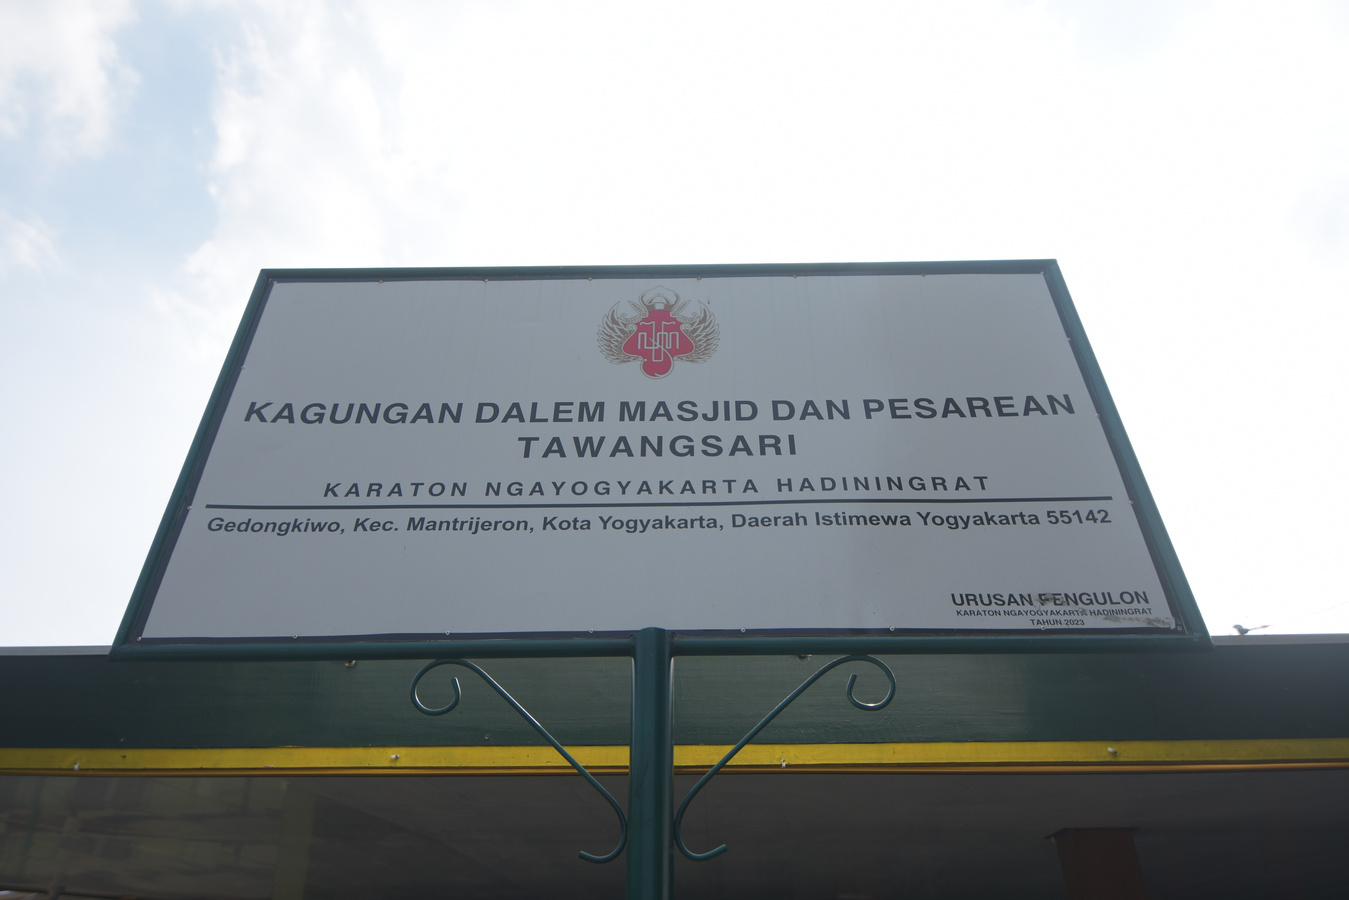 KAGUNGAN DALEM MASJID DAN PESAREAN
TAWANGSARI
KARATON NGAYOGYAKARTA HADININGRAT
Gedongkiwo, Kec. Mantrijeron, Kota Yogyakarta, Daerah Istimewa Yogyakarta 55142
URUSAN PENGULON
KARATON NGAYOGYAKARTA HADININGRAT
TAHUN 2023